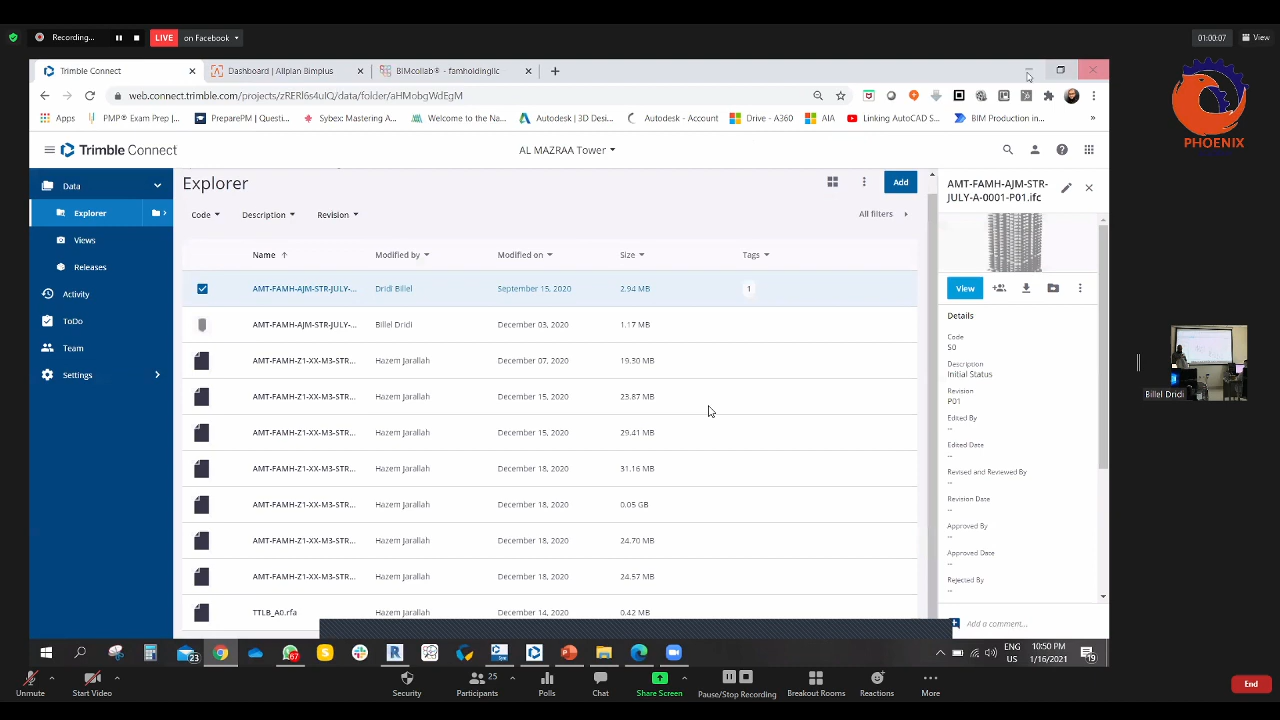 Recording...
LIVE
on Facebook
01:00:07
View
Trimble Connect
Dashboard | Allplan Bimplus
BIMcollab® - famholdingllc
web.connect.trimble.com/projects/zRERl6s4uIQ/data/folder/aHMobgWdEgM
Apps
PMP® Exam Prep |...
PreparePM | Questi...
Sybex: Mastering A...
Welcome to the Na...
Autodesk | 3D Desi...
Autodesk - Account
Drive - A360
AIA
Linking AutoCAD S...
BIM Production in...
»
Trimble Connect
AL MAZRAA Tower
PHOENIX
Data
Explorer
Views
Releases
Activity
ToDo
Team
Settings
Explorer
Add
Code
Description
Revision
All filters
Name
Modified by
Modified on
Size
Tags
AMT-FAMH-AJM-STR-JULY-... Dridi Billel September 15, 2020 2.94 MB 1
AMT-FAMH-AJM-STR-JULY-... Billel Dridi December 03, 2020 1.17 MB
AMT-FAMH-Z1-XX-M3-STR... Hazem Jarallah December 07, 2020 19.30 MB
AMT-FAMH-Z1-XX-M3-STR... Hazem Jarallah December 15, 2020 23.87 MB
AMT-FAMH-Z1-XX-M3-STR... Hazem Jarallah December 15, 2020 29.41 MB
AMT-FAMH-Z1-XX-M3-STR... Hazem Jarallah December 18, 2020 31.16 MB
AMT-FAMH-Z1-XX-M3-STR... Hazem Jarallah December 18, 2020 0.05 GB
AMT-FAMH-Z1-XX-M3-STR... Hazem Jarallah December 18, 2020 24.70 MB
AMT-FAMH-Z1-XX-M3-STR... Hazem Jarallah December 18, 2020 24.57 MB
TTLB_A0.rfa Hazem Jarallah December 14, 2020 0.42 MB
AMT-FAMH-AJM-STR-
JULY-A-0001-P01.ifc
View
Details
Code
S0
Description
Initial Status
Revision
P01
Edited By
--
Edited Date
--
Revised and Reviewed By
--
Revision Date
--
Approved By
--
Approved Date
--
Rejected By
--
Add a comment...
Billel Dridi
23
67
ENG
US
10:50 PM
1/16/2021
19
Unmute
Start Video
Security
Participants
25
Polls
Chat
Share Screen
Pause/Stop Recording
Breakout Rooms
Reactions
More
End